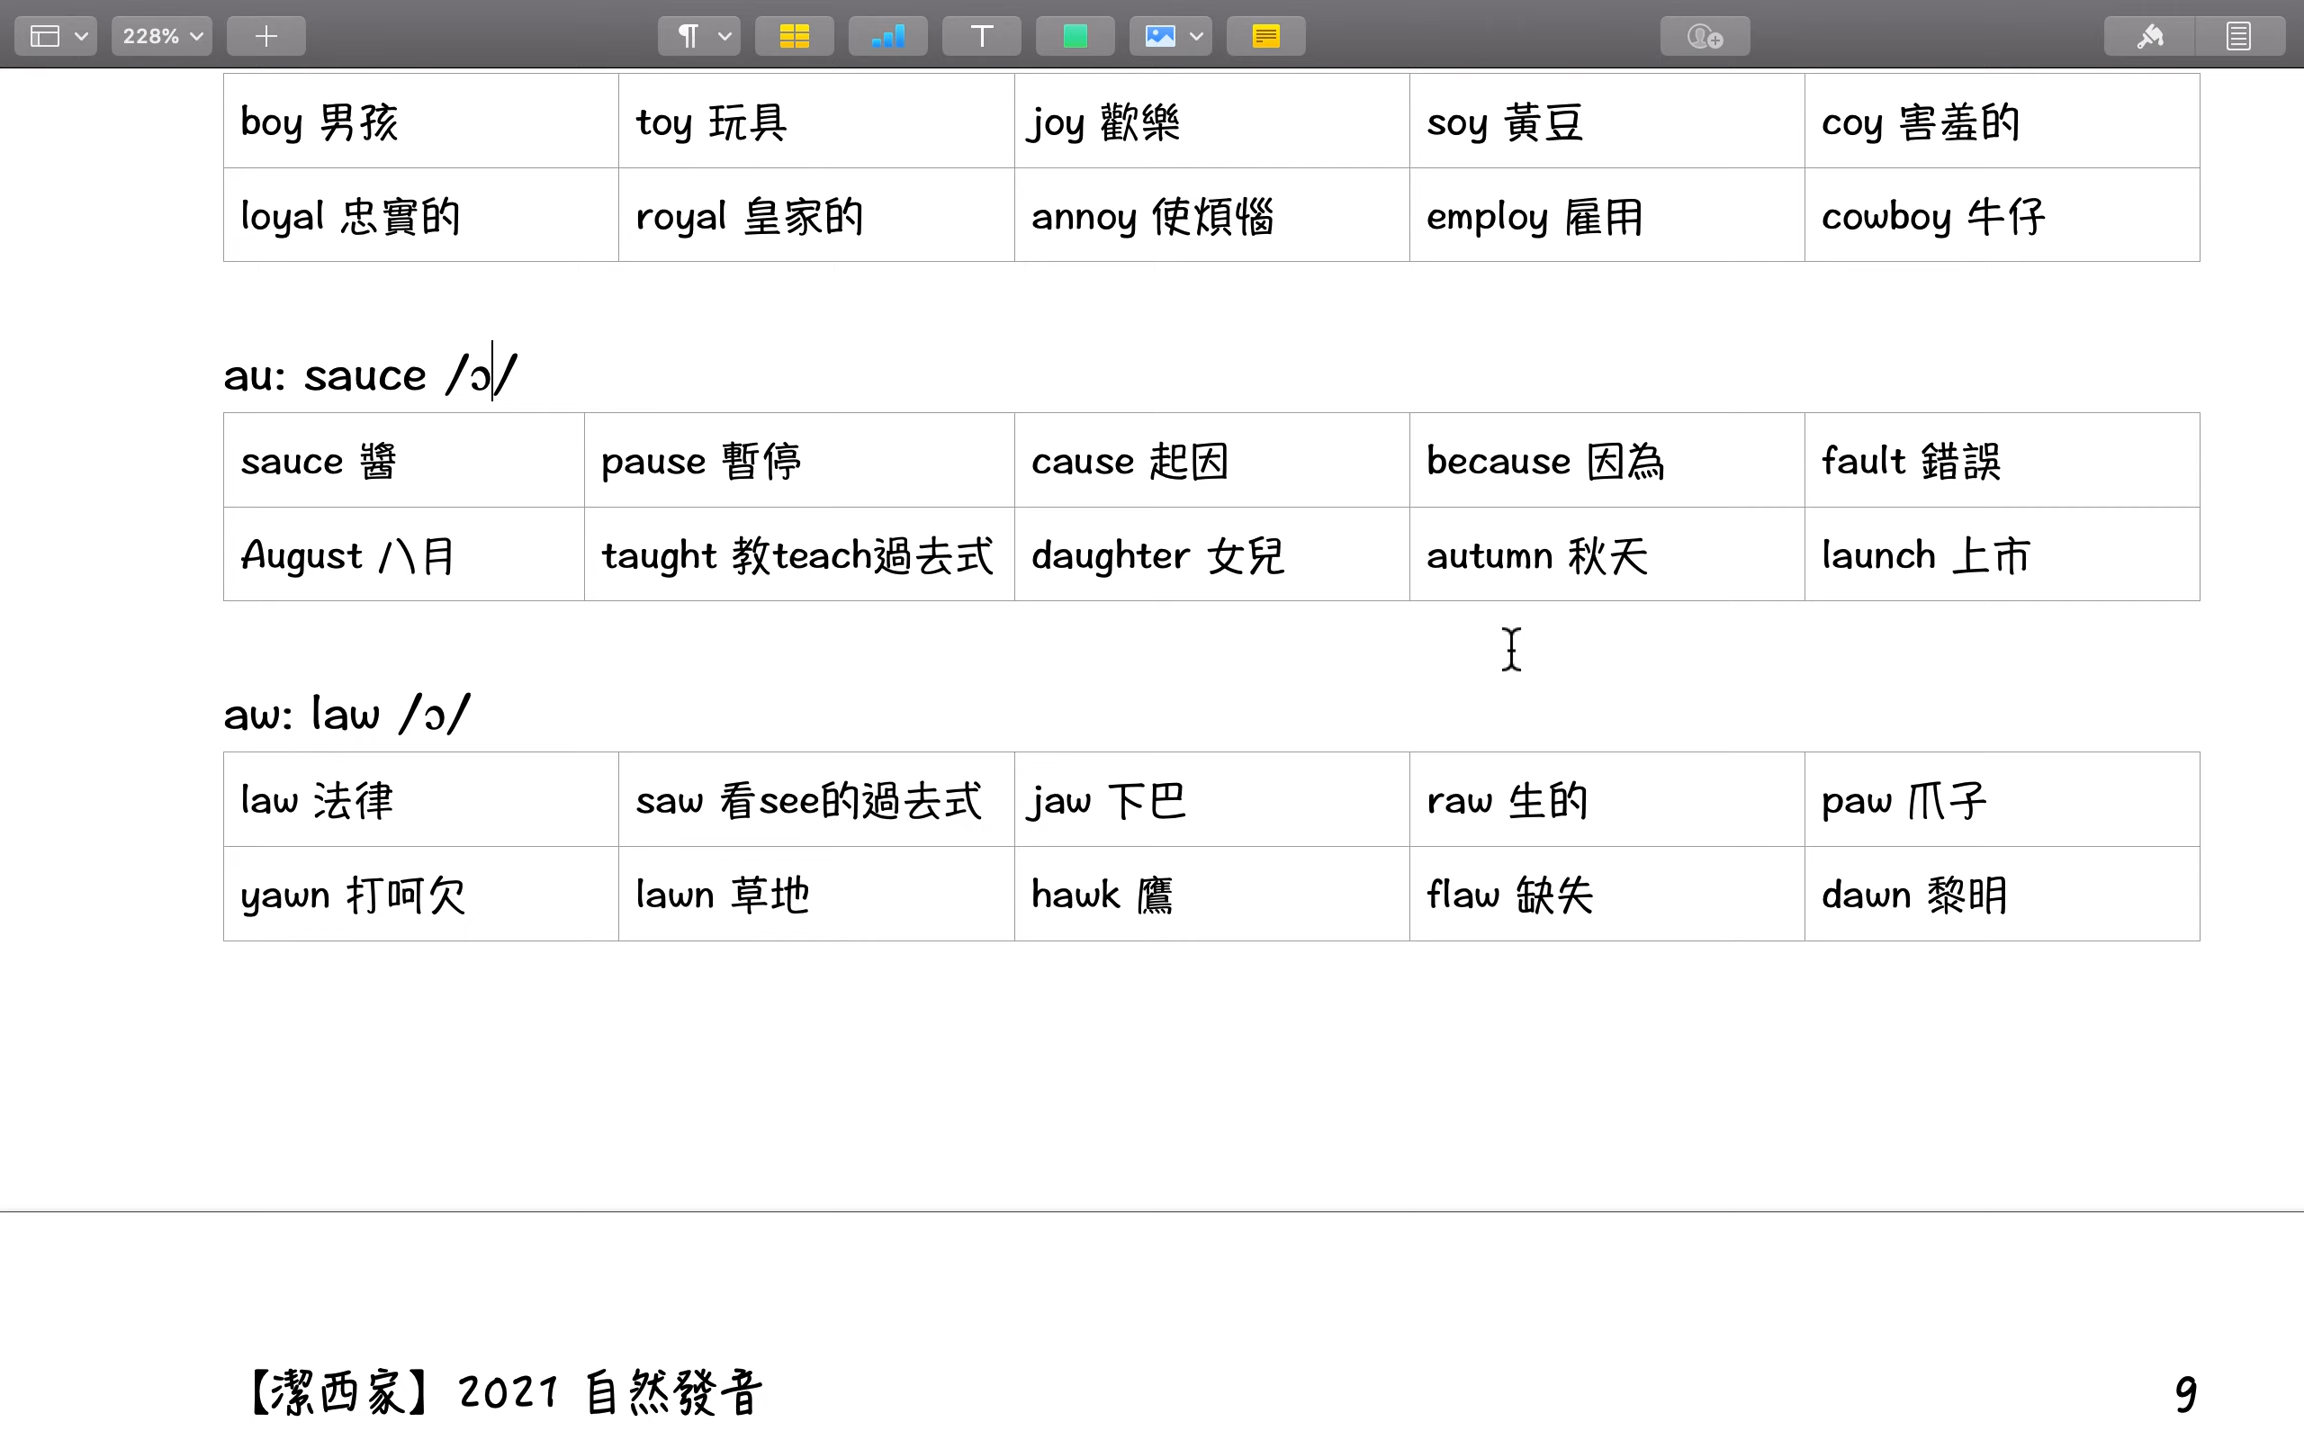 228%
boy 男孩 toy 玩具 joy 歡樂 soy 黃豆 coy 害羞的
loyal 忠實的 royal 皇家的 annoy 使煩惱 employ 雇用 cowboy 牛仔
au: sauce /ɔ/
sauce 醬 pause 暫停 cause 起因 because 因為 fault 錯誤
August 八月 taught 教teach過去式 daughter 女兒 autumn 秋天 launch 上市
aw: law /ɔ/
law 法律 saw 看see的過去式 jaw 下巴 raw 生的 paw 爪子
yawn 打呵欠 lawn 草地 hawk 鷹 flaw 缺失 dawn 黎明
【潔西家】2021 自然發音 9